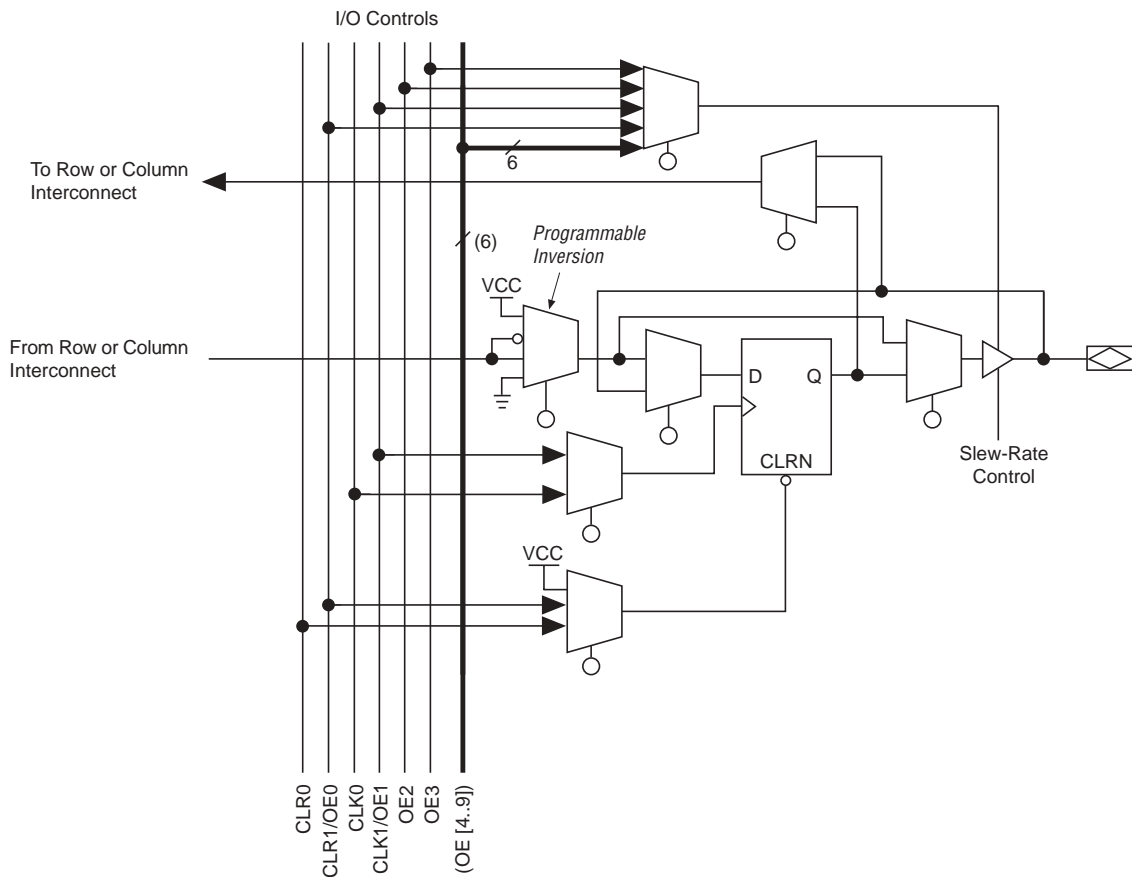 I/O Controls
6
To Row or Column
Interconnect
(6)
Programmable
Inversion
VCC
From Row or Column
Interconnect
D
Q
CLRN
Slew-Rate
Control
VCC
CLR0
CLR1/OE0
CLK0
CLK1/OE1
OE2
OE3
(OE [4..9])